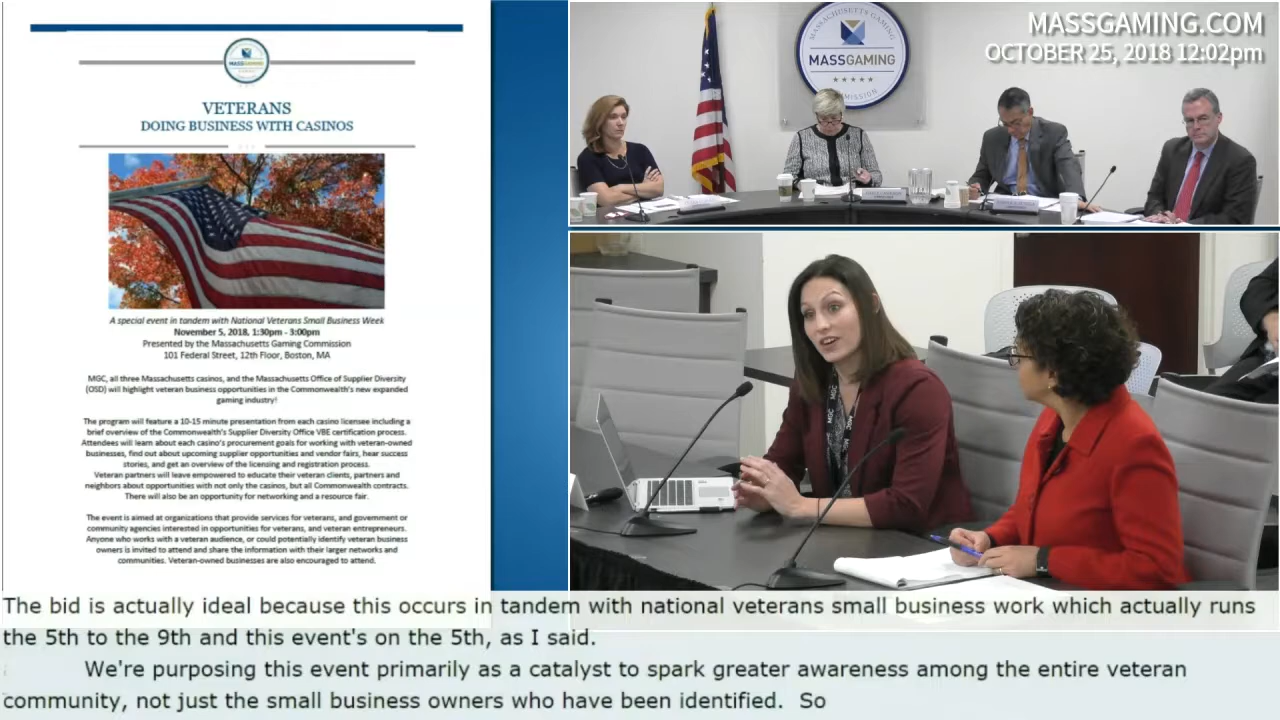 MASSGAMING
VETERANS
DOING BUSINESS WITH CASINOS
A special event in tandem with National Veterans Small Business Week
November 5, 2018, 1:30pm - 3:00pm
Presented by the Massachusetts Gaming Commission
101 Federal Street, 12th Floor, Boston, MA
MGC, all three Massachusetts casinos, and the Massachusetts Office of Supplier Diversity
(OSD) will highlight veteran business opportunities in the Commonwealth's new expanded
gaming industry!
The program will feature a 10-15 minute presentation from each casino licensee including a
brief overview of the Commonwealth's Supplier Diversity Office VBE certification process.
Attendees will learn about each casino's procurement goals for working with veteran-owned
businesses, find out about upcoming supplier opportunities and vendor fairs, hear success
stories, and get an overview of the licensing and registration process.
Veteran partners will leave empowered to educate their veteran clients, partners and
neighbors about opportunities with not only the casinos, but all Commonwealth contracts.
There will also be an opportunity for networking and a resource fair.
The event is aimed at organizations that provide services for veterans, and government or
community agencies interested in opportunities for veterans, and veteran entrepreneurs.
Anyone who works with a veteran audience, or could potentially identify veteran business
owners is invited to attend and share the information with their larger networks and
communities. Veteran-owned businesses are also encouraged to attend.
MASSACHUSETTS GAMING
MASSGAMING
COMMISSION
MASSGAMING.COM
OCTOBER 25, 2018 12:02pm
MGC
MGC
MGC
The bid is actually ideal because this occurs in tandem with national veterans small business work which actually runs
the 5th to the 9th and this event's on the 5th, as I said.
We're purposing this event primarily as a catalyst to spark greater awareness among the entire veteran
community, not just the small business owners who have been identified. So